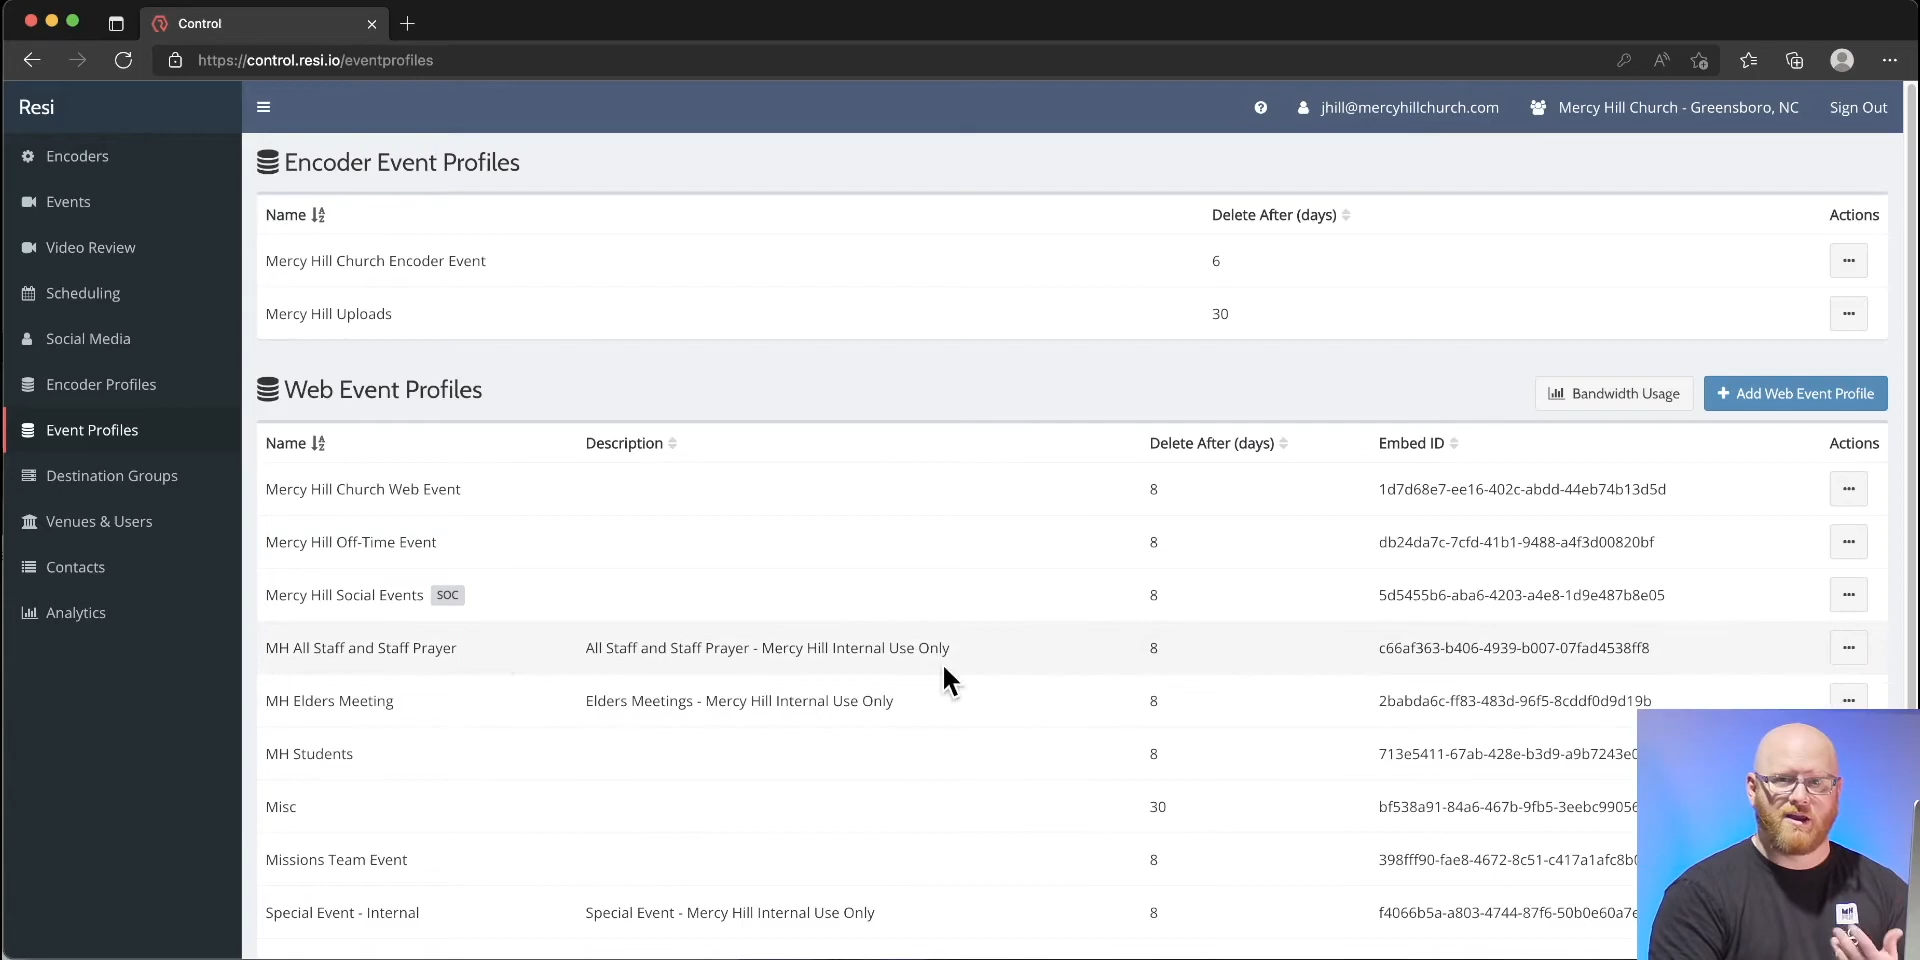 Control
https://control.resi.io/eventprofiles
Resi
jhill@mercyhillchurch.com
Mercy Hill Church - Greensboro, NC
Sign Out
Encoders
Events
Video Review
Scheduling
Social Media
Encoder Profiles
Event Profiles
Destination Groups
Venues & Users
Contacts
Analytics
Encoder Event Profiles
Name Delete After (days) Actions
Mercy Hill Church Encoder Event 6
Mercy Hill Uploads 30
Web Event Profiles
Bandwidth Usage
+ Add Web Event Profile
Name Description Delete After (days) Embed ID Actions
Mercy Hill Church Web Event 8 1d7d68e7-ee16-402c-abdd-44eb74b13d5d
Mercy Hill Off-Time Event 8 db24da7c-7cfd-41b1-9488-a4f3d00820bf
Mercy Hill Social Events SOC 8 5d5455b6-aba6-4203-a4e8-1d9e487b8e05
MH All Staff and Staff Prayer All Staff and Staff Prayer - Mercy Hill Internal Use Only 8 c66af363-b406-4939-b007-07fad4538ff8
MH Elders Meeting Elders Meetings - Mercy Hill Internal Use Only 8 2babda6c-ff83-483d-96f5-8cddf0d9d19b
MH Students 8 713e5411-67ab-428e-b3d9-a9b7243e
Misc 30 bf538a91-84a6-467b-9fb5-3eebc9905
Missions Team Event 8 398fff90-fae8-4672-8c51-c417a1afc8b
Special Event - Internal Special Event - Mercy Hill Internal Use Only 8 f4066b5a-a803-4744-87f6-50b0e60a7
MH